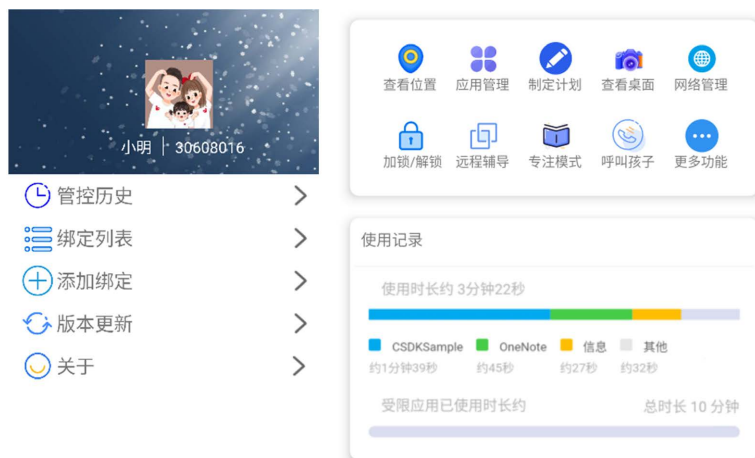 小明 30608016
管控历史
绑定列表
添加绑定
版本更新
关于
查看位置 应用管理 制定计划 查看桌面 网络管理
加锁/解锁 远程辅导 专注模式 呼叫孩子 更多功能
使用记录
使用时长约 3分钟22秒
CSDKSample OneNote 信息 其他
约1分钟39秒 约45秒 约27秒 约32秒
受限应用已使用时长约 总时长 10 分钟